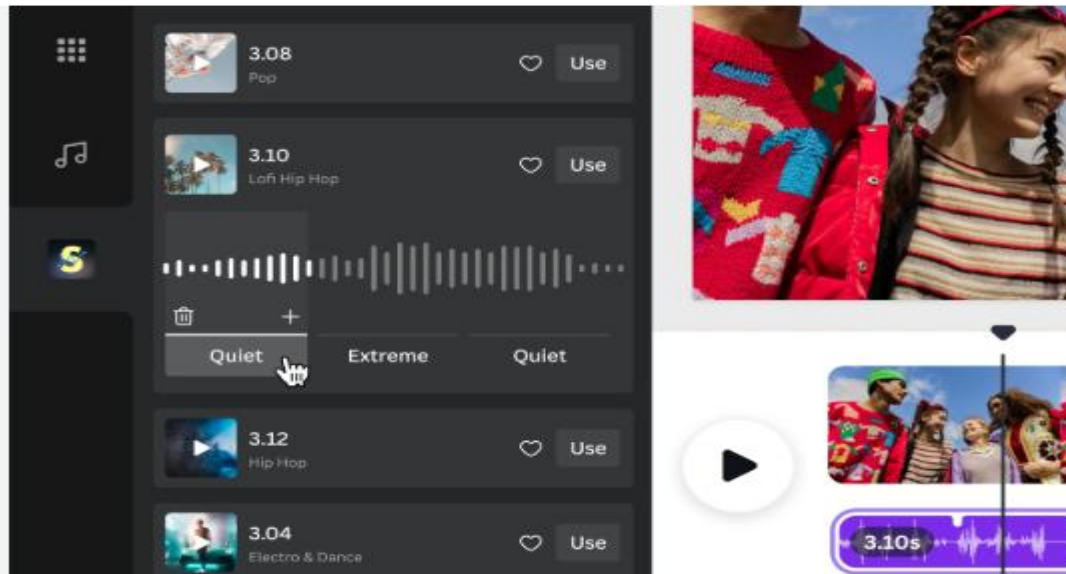 3.08
Pop
Use
3.10
Lofi Hip Hop
Use
S
Quiet Extreme Quiet
3.12
Hip Hop
Use
3.04
Electro & Dance
Use
3.10s